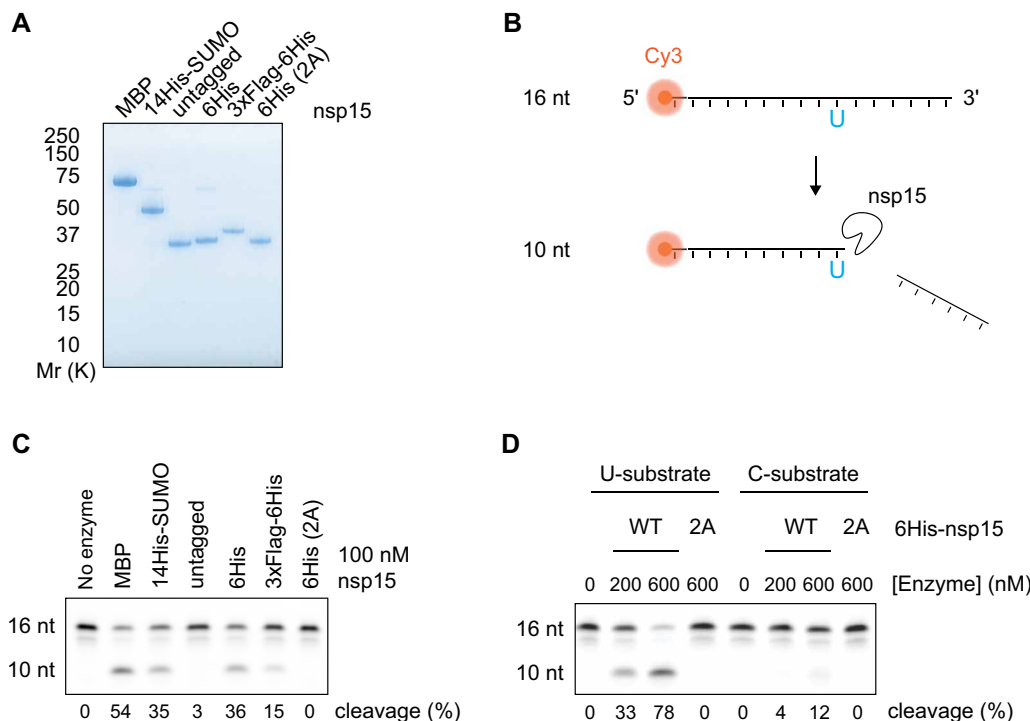 A
MBP
14His-SUMO
untagged
6His
3xFlag-6His
6His (2A)
nsp15
250
150
75
50
37
25
20
15
10
Mr (K)
B
Cy3
16 nt 5' 3'
U
nsp15
10 nt
U
C
No enzyme
MBP
14His-SUMO
untagged
6His
3xFlag-6His
6His (2A)
100 nM
nsp15
16 nt
10 nt
0 54 35 3 36 15 0 cleavage (%)
D
U-substrate C-substrate
WT 2A WT 2A 6His-nsp15
0 200 600 600 0 200 600 600 [Enzyme] (nM)
16 nt
10 nt
0 33 78 0 0 4 12 0 cleavage (%)